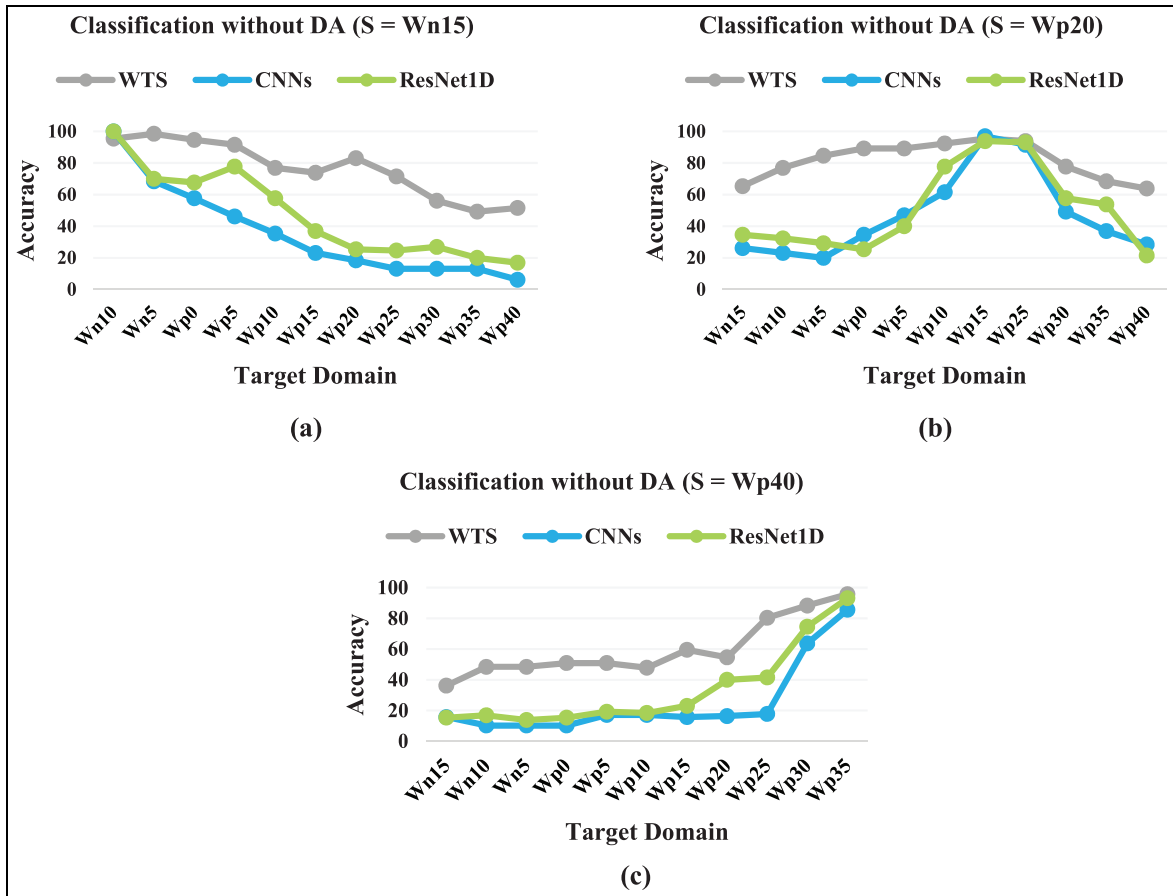 Classification without DA (S = Wn15)
WTS CNNs ResNet1D
100
80
60
40
20
0
Accuracy
Wn10 Wn5 Wp0 Wp5 Wp10 Wp15 Wp20 Wp25 Wp30 Wp35 Wp40
Target Domain
(a)
Classification without DA (S = Wp20)
WTS CNNs ResNet1D
100
80
60
40
20
0
Accuracy
Wn15 Wn10 Wn5 Wp0 Wp5 Wp10 Wp15 Wp25 Wp30 Wp35 Wp40
Target Domain
(b)
Classification without DA (S = Wp40)
WTS CNNs ResNet1D
100
80
60
40
20
0
Accuracy
Wn15 Wn10 Wn5 Wp0 Wp5 Wp10 Wp15 Wp20 Wp25 Wp30 Wp35
Target Domain
(c)